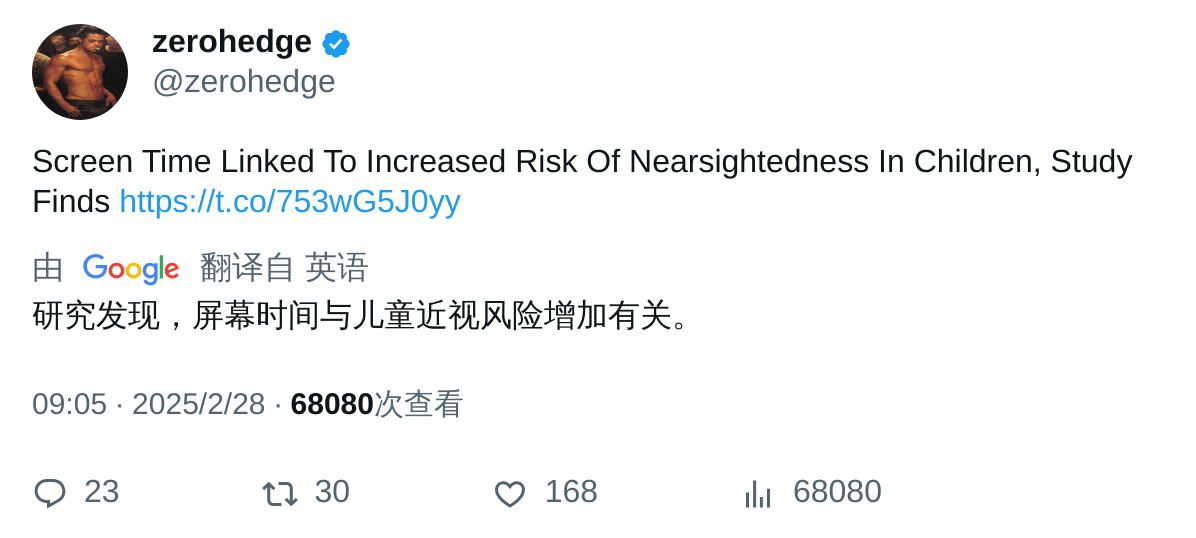 zerohedge
@zerohedge
Screen Time Linked To Increased Risk Of Nearsightedness In Children, Study
Finds https://t.co/753wG5J0yy
由 Google 翻译自 英语
研究发现，屏幕时间与儿童近视风险增加有关。
09:05 · 2025/2/28 · 68080次查看
23 30 168 68080